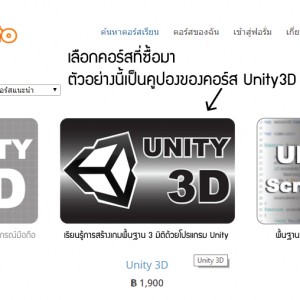 ค้นหาคอร์สเรียน คอร์สของฉัน เข้าสู่ฟอรั่ม เกี่ย
เลือกคอร์สที่ซื้อมา
ตัวอย่างนี้เป็นคูปองของคอร์ส Unity3D
อร์สแนะนำ
UNITY
3D
UNITY
3D
UN
Scr
กรณ์มือถือ
เรียนรู้การสร้างเกมพื้นฐาน 3 มิติด้วยโปรแกรม Unity
พื้นฐาน
Unity 3D
Unity 3D
฿ 1,900